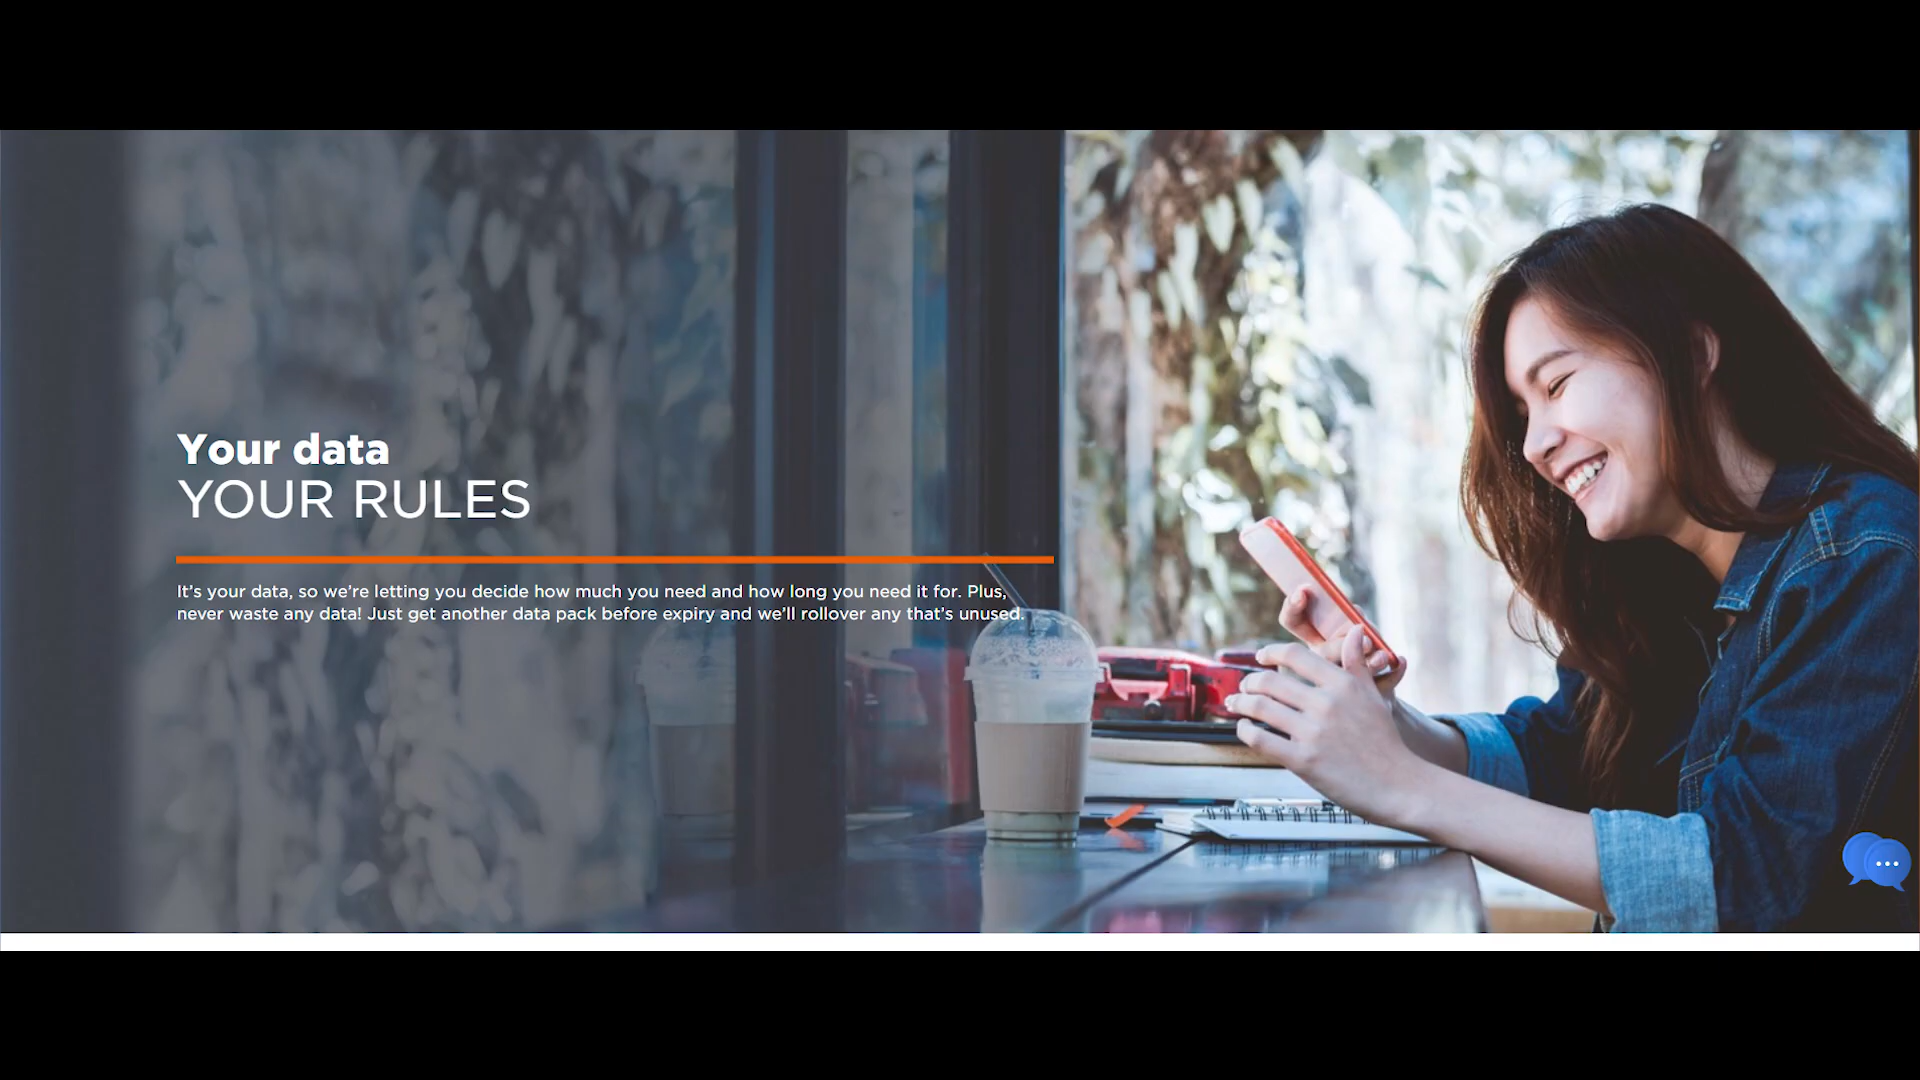 Your data
YOUR RULES
It’s your data, so we’re letting you decide how much you need and how long you need it for. Plus,
never waste any data! Just get another data pack before expiry and we’ll rollover any that’s unused.